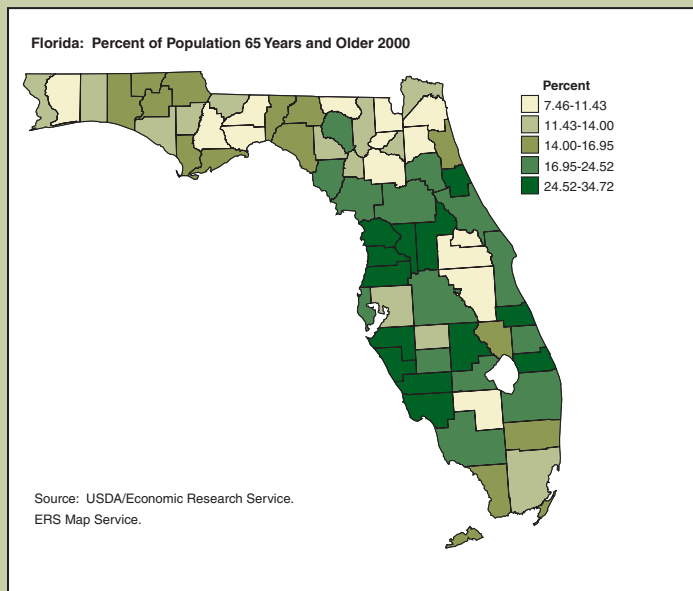 Florida: Percent of Population 65 Years and Older 2000
Percent
7.46-11.43
11.43-14.00
14.00-16.95
16.95-24.52
24.52-34.72
Source: USDA/Economic Research Service.
ERS Map Service.